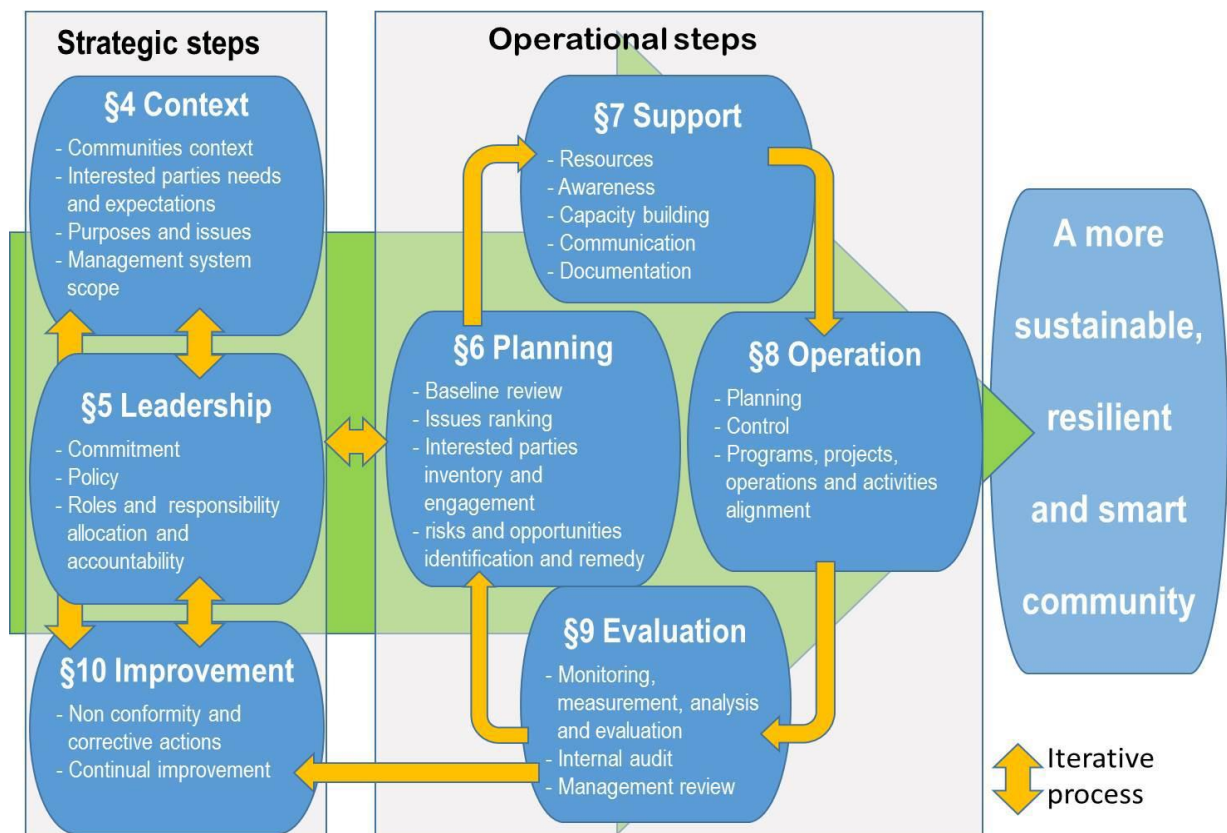 Strategic steps
§4 Context
- Communities context
- Interested parties needs
and expectations
- Purposes and issues
- Management system
scope
§5 Leadership
- Commitment
- Policy
- Roles and responsibility
allocation and
accountability
§10 Improvement
- Non conformity and
corrective actions
- Continual improvement
Operational steps
§7 Support
- Resources
- Awareness
- Capacity building
- Communication
- Documentation
§6 Planning
- Baseline review
- Issues ranking
- Interested parties
inventory and
engagement
- risks and opportunities
identification and remedy
§8 Operation
- Planning
- Control
- Programs, projects,
operations and activities
alignment
§9 Evaluation
- Monitoring,
measurement, analysis
and evaluation
- Internal audit
- Management review
A more
sustainable,
resilient
and smart
community
Iterative
process